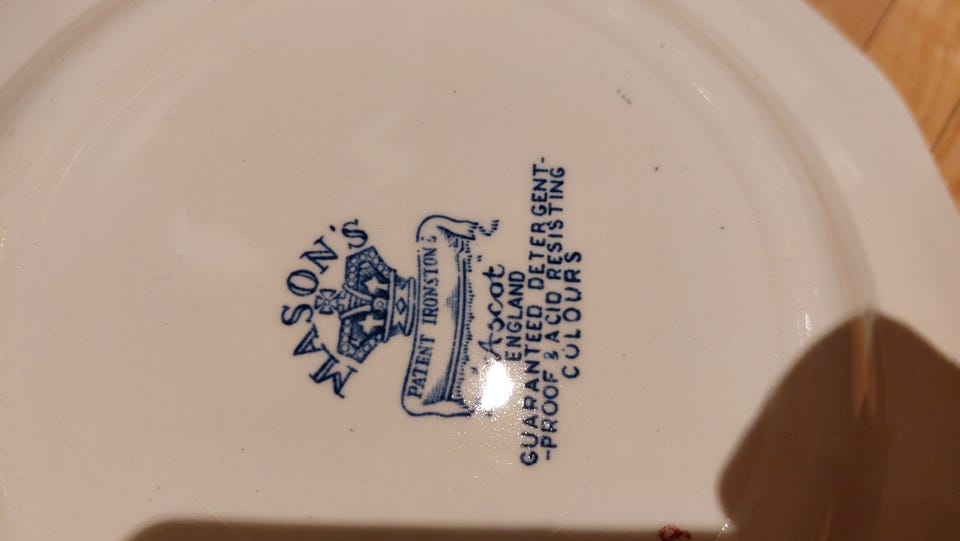 MASON'S
PATENT IRONSTONE
"Ascot
ENGLAND
GUARANTEED DETERGENT-
-PROOF & ACID RESISTING
COLOURS